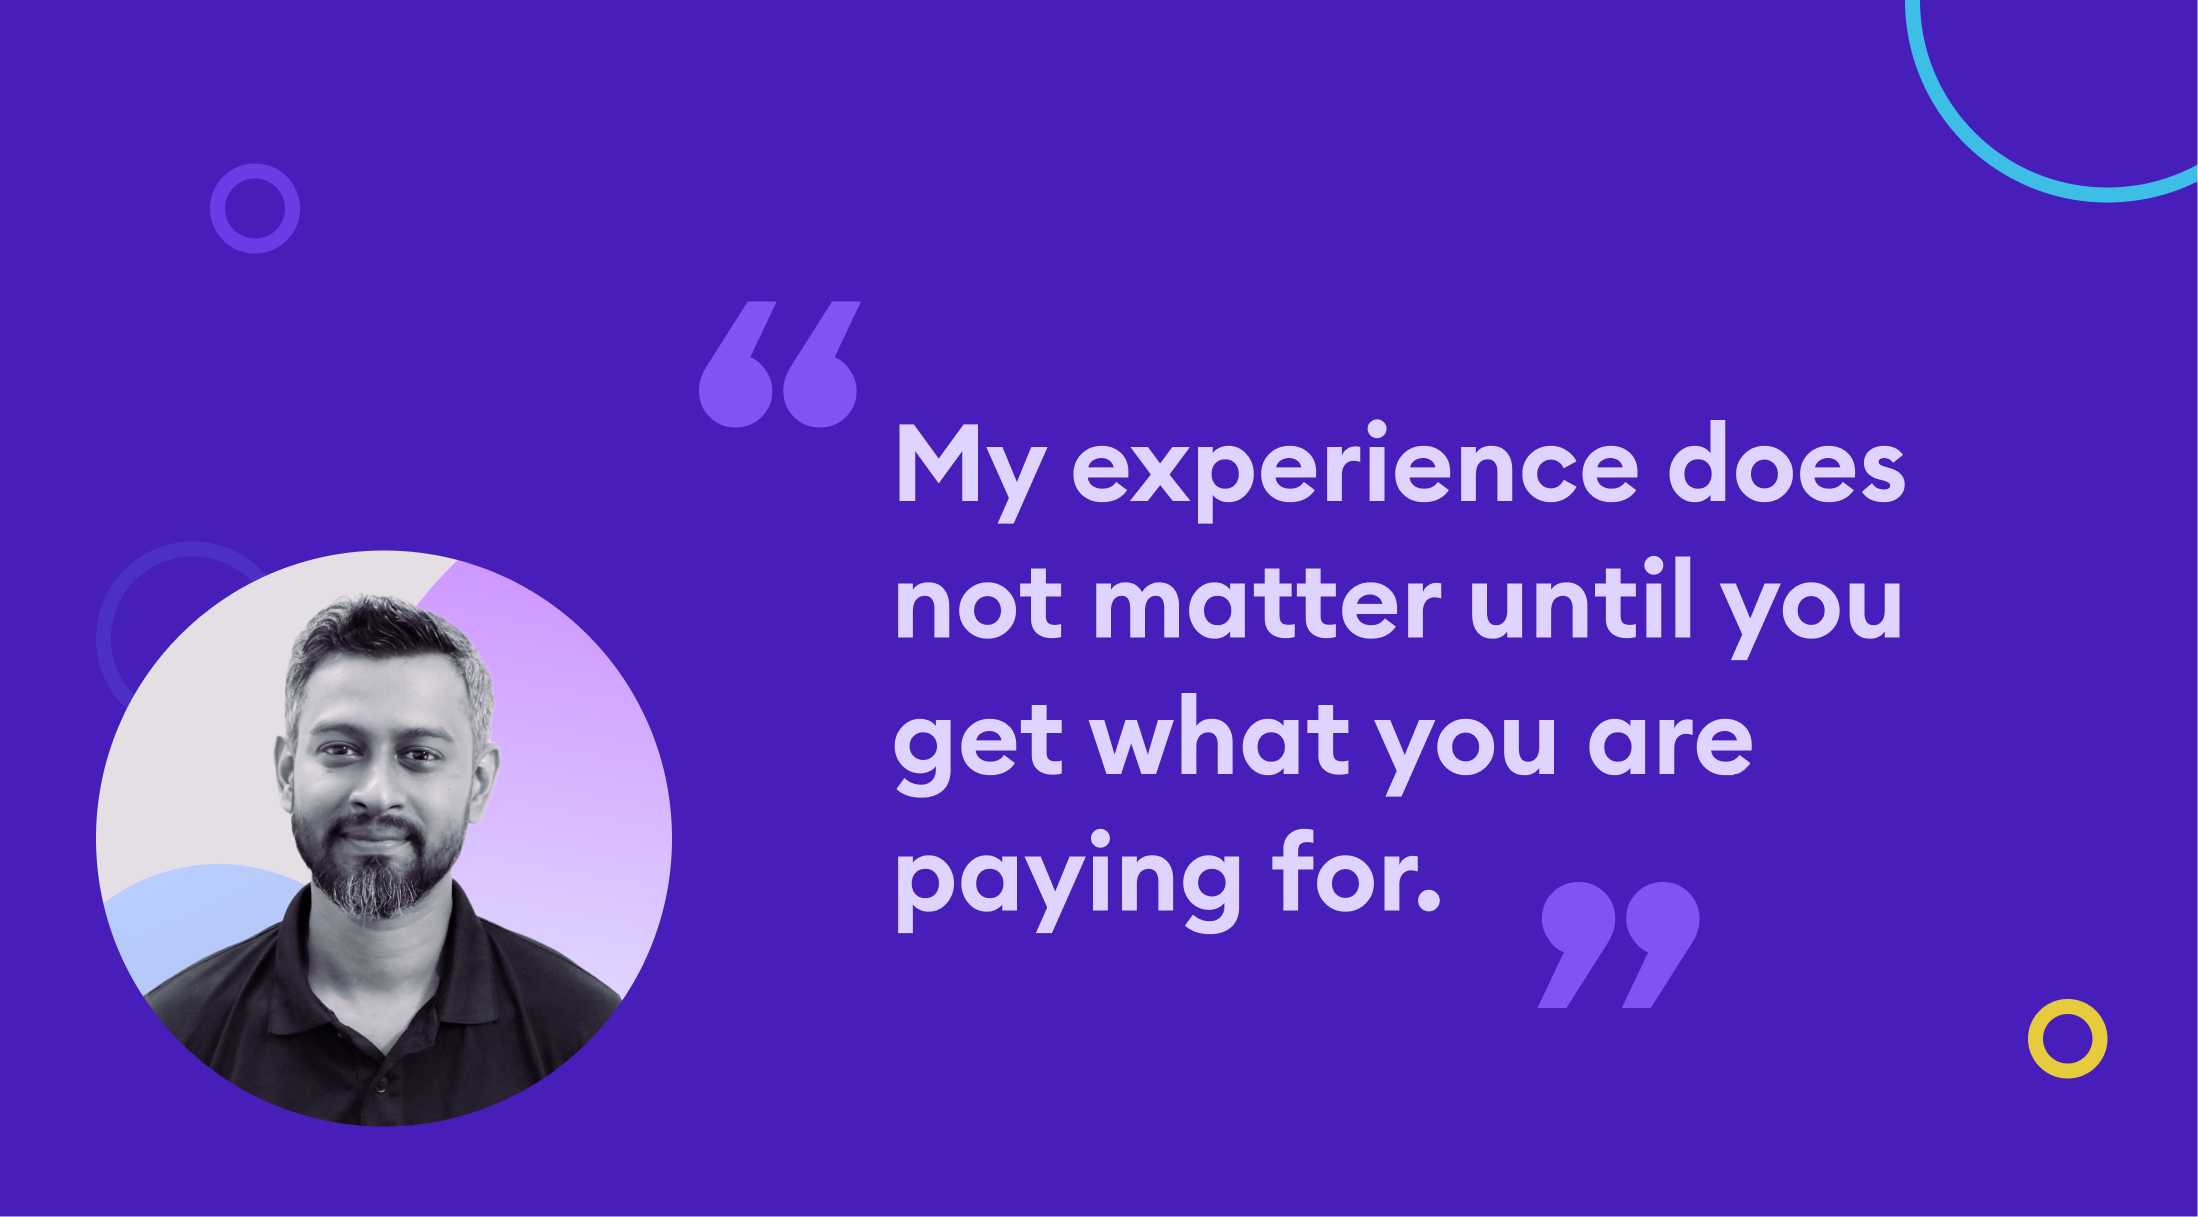 “
My experience does
not matter until you
get what you are
paying for.
”